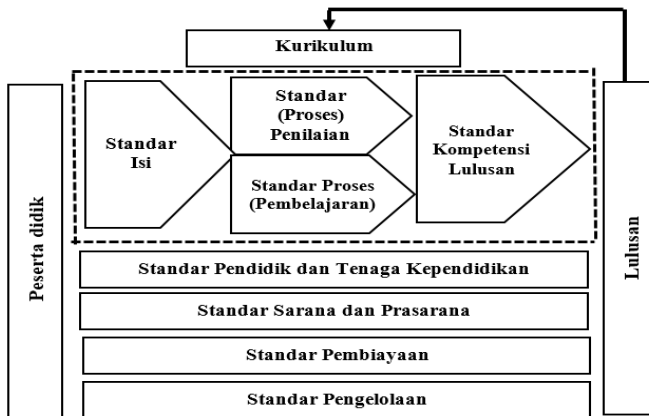 Kurikulum
Peserta didik
Standar
Isi
Standar
(Proses)
Penilaian
Standar Proses
(Pembelajaran)
Standar
Kompetensi
Lulusan
Lulusan
Standar Pendidik dan Tenaga Kependidikan
Standar Sarana dan Prasarana
Standar Pembiayaan
Standar Pengelolaan